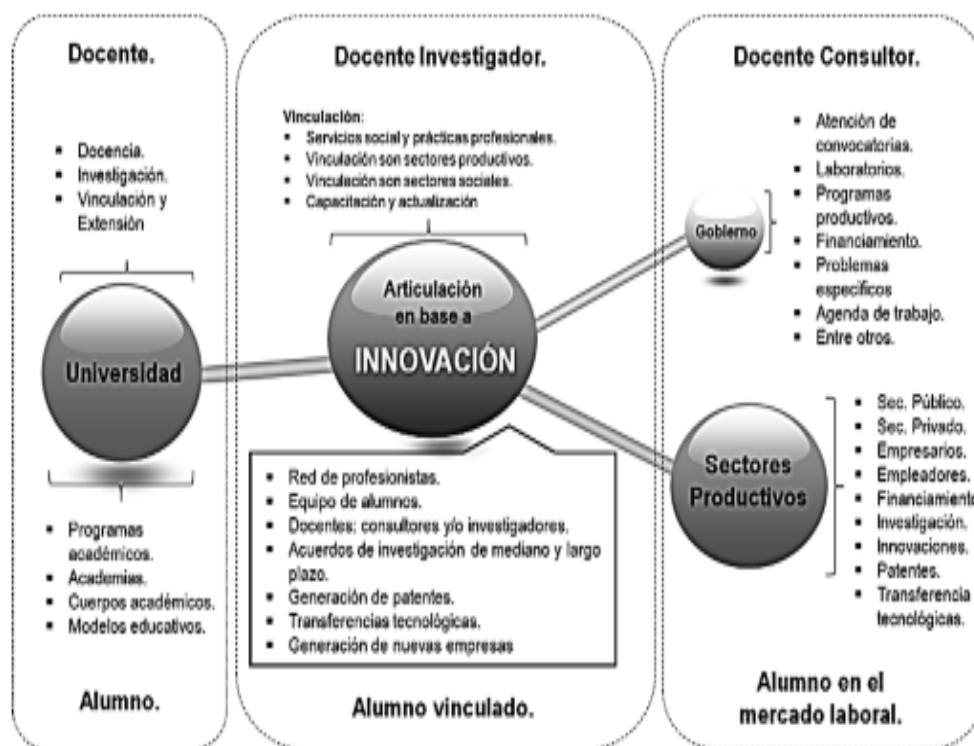 Docente.
▪ Docencia.
▪ Investigación.
▪ Vinculación y
Extensión
Universidad
▪ Programas
académicos.
▪ Academias.
▪ Cuerpos académicos.
▪ Modelos educativos.
Alumno.
Docente Investigador.
Vinculación:
▪ Servicios social y prácticas profesionales.
▪ Vinculación son sectores productivos.
▪ Vinculación son sectores sociales.
▪ Capacitación y actualización
Articulación
en base a
INNOVACIÓN
▪ Red de profesionistas.
▪ Equipo de alumnos.
▪ Docentes: consultores y/o investigadores.
▪ Acuerdos de investigación de mediano y largo
plazo.
▪ Generación de patentes.
▪ Transferencias tecnológicas.
▪ Generación de nuevas empresas
Alumno vinculado.
Docente Consultor.
Gobierno
▪ Atención de
convocatorias.
▪ Laboratorios.
▪ Programas
productivos.
▪ Financiamiento.
▪ Problemas
específicos
▪ Agenda de trabajo.
▪ Entre otros.
Sectores
Productivos
▪ Sec. Público.
▪ Sec. Privado.
▪ Empresarios.
▪ Empleadores.
▪ Financiamiento
▪ Investigación.
▪ Innovaciones.
▪ Patentes.
▪ Transferencia
tecnológicas.
Alumno en el
mercado laboral.